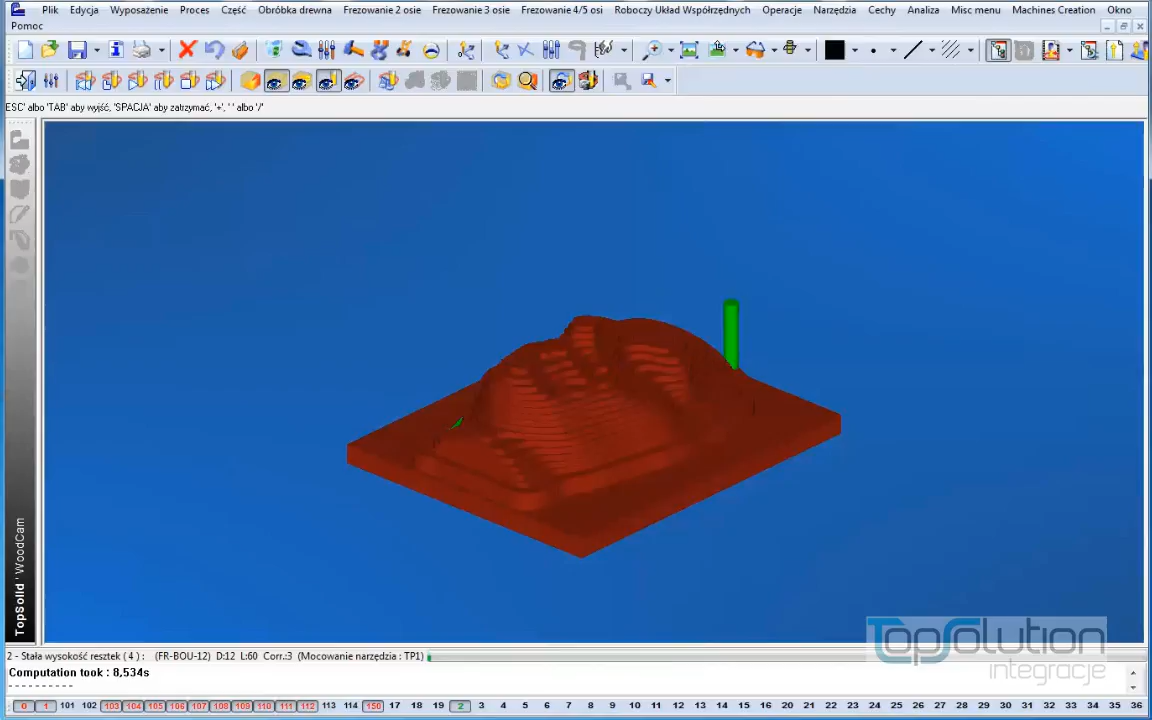 Plik Edycja Wyposażenie Proces Część Obróbka drewna Frezowanie 2 osie Frezowanie 3 osie Frezowanie 4/5 osi Roboczy Układ Współrzędnych Operacje Narzędzia Cechy Analiza Misc menu Machines Creation Okno
Pomoc
ESC' albo 'TAB' aby wyjść, 'SPACJA' aby zatrzymać, '+', ' ' albo '/'
TopSolid'WoodCam
TopSolution
integracje
2 - Stała wysokość resztek ( 4 ) : (FR-BOU-12) D:12 L:60 Corr.:3 (Mocowanie narzędzia : TP1)
Computation took : 8,534s
----------
0 1 101 102 103 104 105 106 107 108 109 110 111 112 113 114 150 17 18 19 2 3 4 5 6 7 8 9 10 11 12 13 14 15 16 17 18 19 20 21 22 23 24 25 26 27 28 29 30 31 32 33 34 35 36